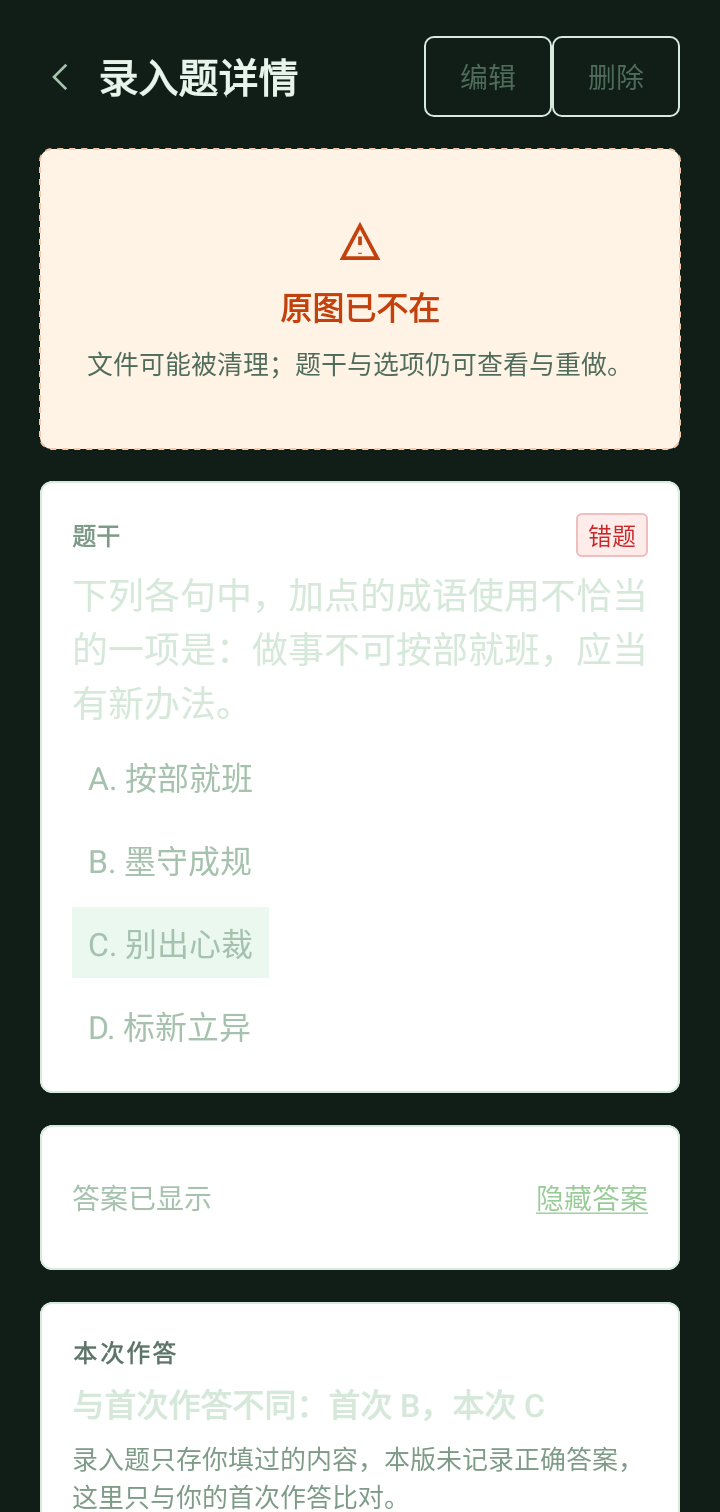 录入题详情
编辑
删除
原图已不在
文件可能被清理；题干与选项仍可查看与重做。
题干
错题
下列各句中，加点的成语使用不恰当
的一项是：做事不可按部就班，应当
有新办法。
A. 按部就班
B. 墨守成规
C. 别出心裁
D. 标新立异
答案已显示
隐藏答案
本次作答
与首次作答不同：首次 B，本次 C
录入题只存你填过的内容，本版未记录正确答案，
这里只与你的首次作答比对。